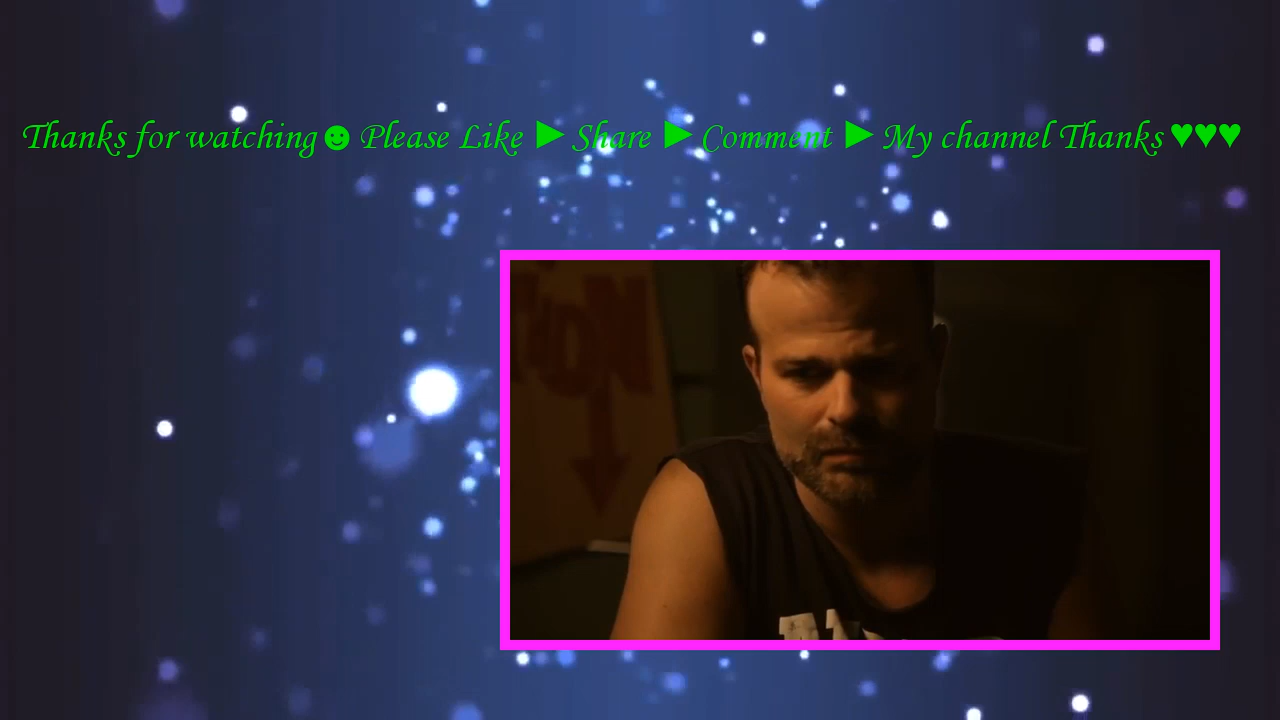 Thanks for watching☻Please Like ► Share ► Comment ► My channel Thanks ♥♥♥